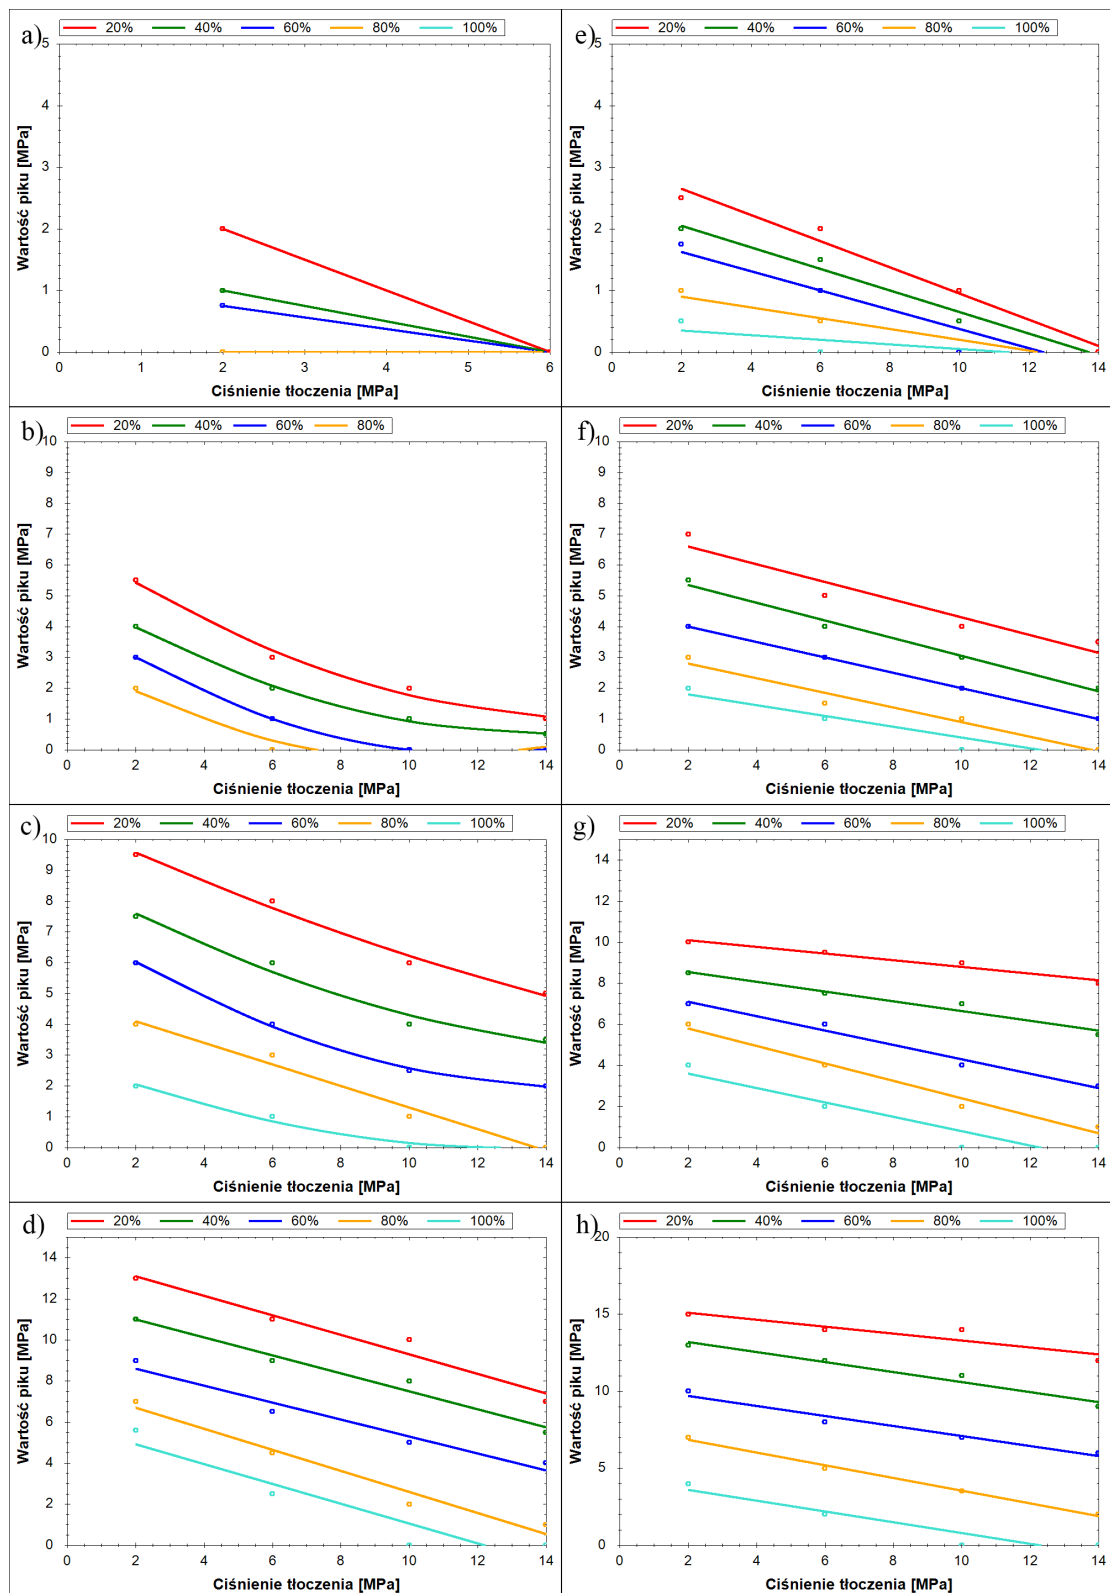 a) 20% 40% 60% 80% 100%
5
4
3
2
1
0
Wartość piku [MPa]
0 1 2 3 4 5 6
Ciśnienie tłoczenia [MPa]
e) 20% 40% 60% 80% 100%
5
4
3
2
1
0
Wartość piku [MPa]
0 2 4 6 8 10 12 14
Ciśnienie tłoczenia [MPa]
b) 20% 40% 60% 80%
10
9
8
7
6
5
4
3
2
1
0
Wartość piku [MPa]
0 2 4 6 8 10 12 14
Ciśnienie tłoczenia [MPa]
f) 20% 40% 60% 80% 100%
10
9
8
7
6
5
4
3
2
1
0
Wartość piku [MPa]
0 2 4 6 8 10 12 14
Ciśnienie tłoczenia [MPa]
c) 20% 40% 60% 80% 100%
10
9
8
7
6
5
4
3
2
1
0
Wartość piku [MPa]
0 2 4 6 8 10 12 14
Ciśnienie tłoczenia [MPa]
g) 20% 40% 60% 80% 100%
14
12
10
8
6
4
2
0
Wartość piku [MPa]
0 2 4 6 8 10 12 14
Ciśnienie tłoczenia [MPa]
d) 20% 40% 60% 80% 100%
14
12
10
8
6
4
2
0
Wartość piku [MPa]
0 2 4 6 8 10 12 14
Ciśnienie tłoczenia [MPa]
h) 20% 40% 60% 80% 100%
20
15
10
5
0
Wartość piku [MPa]
0 2 4 6 8 10 12 14
Ciśnienie tłoczenia [MPa]